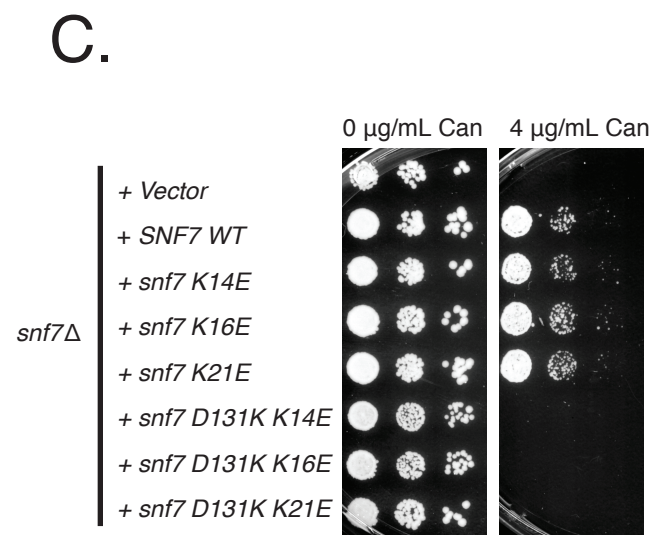 C.
0 µg/mL Can 4 µg/mL Can
+ Vector
+ SNF7 WT
+ snf7 K14E
+ snf7 K16E
snf7Δ
+ snf7 K21E
+ snf7 D131K K14E
+ snf7 D131K K16E
+ snf7 D131K K21E